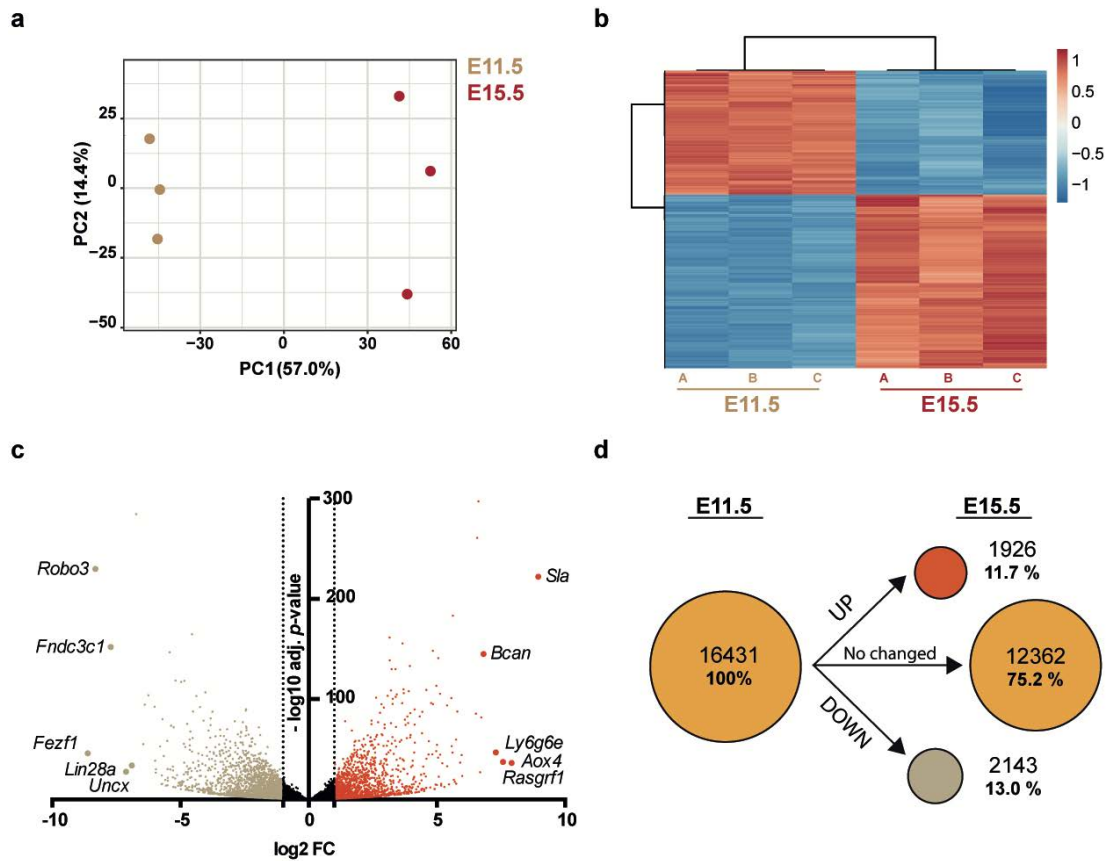 a
E11.5
E15.5
PC2 (14.4%)
25
0
−25
−50
−30
0
30
60
PC1 (57.0%)
b
1
0.5
0
−0.5
−1
A B C A B C
E11.5 E15.5
c
300
200
100
- log10 adj. p-value
Robo3
Fndc3c1
Fezf1
Lin28a
Uncx
Sla
Bcan
Ly6g6e
Aox4
Rasgrf1
-10 -5 0 5 10
log2 FC
d
E11.5 E15.5
1926
11.7 %
UP
16431
100%
No changed
12362
75.2 %
DOWN
2143
13.0 %